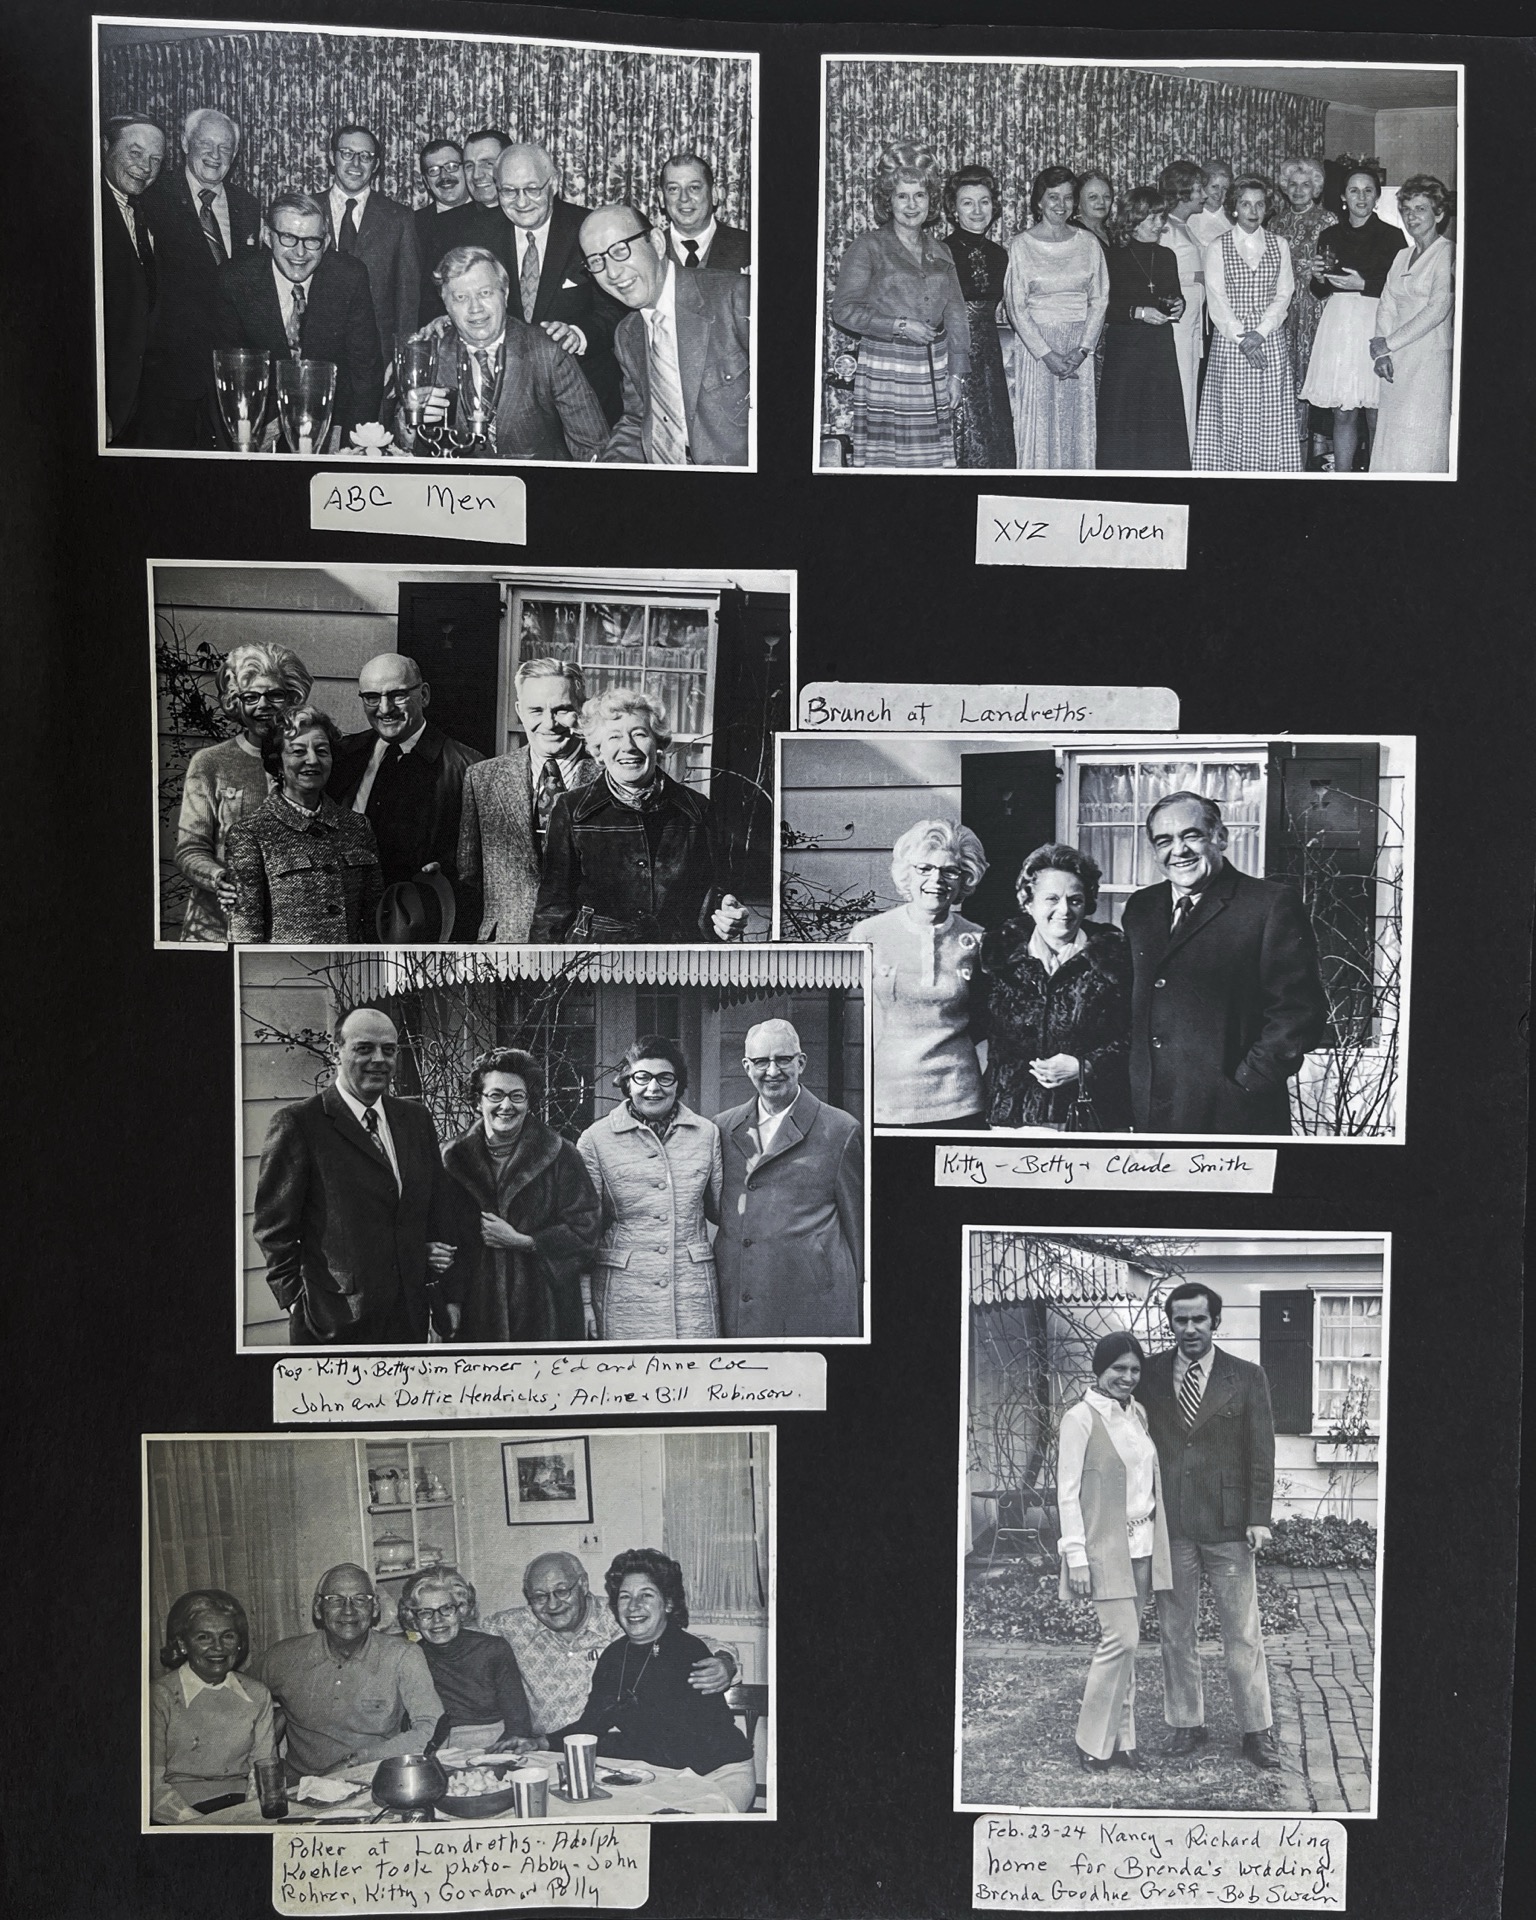 ABC Men
XYZ Women
Brunch at Landreths.
Kitty - Betty + Claude Smith
Top - Kitty, Betty + Jim Farmer ; Ed and Anne Coe
John and Dottie Hendricks; Arline + Bill Robinson.
Poker at Landreths.. Adolph
Koehler took photo - Abby - John
Rohrer, Kitty, Gordon and Polly
Feb. 23-24 Nancy + Richard King
home for Brenda's wedding.
Brenda Goodhue Groff - Bob Swain